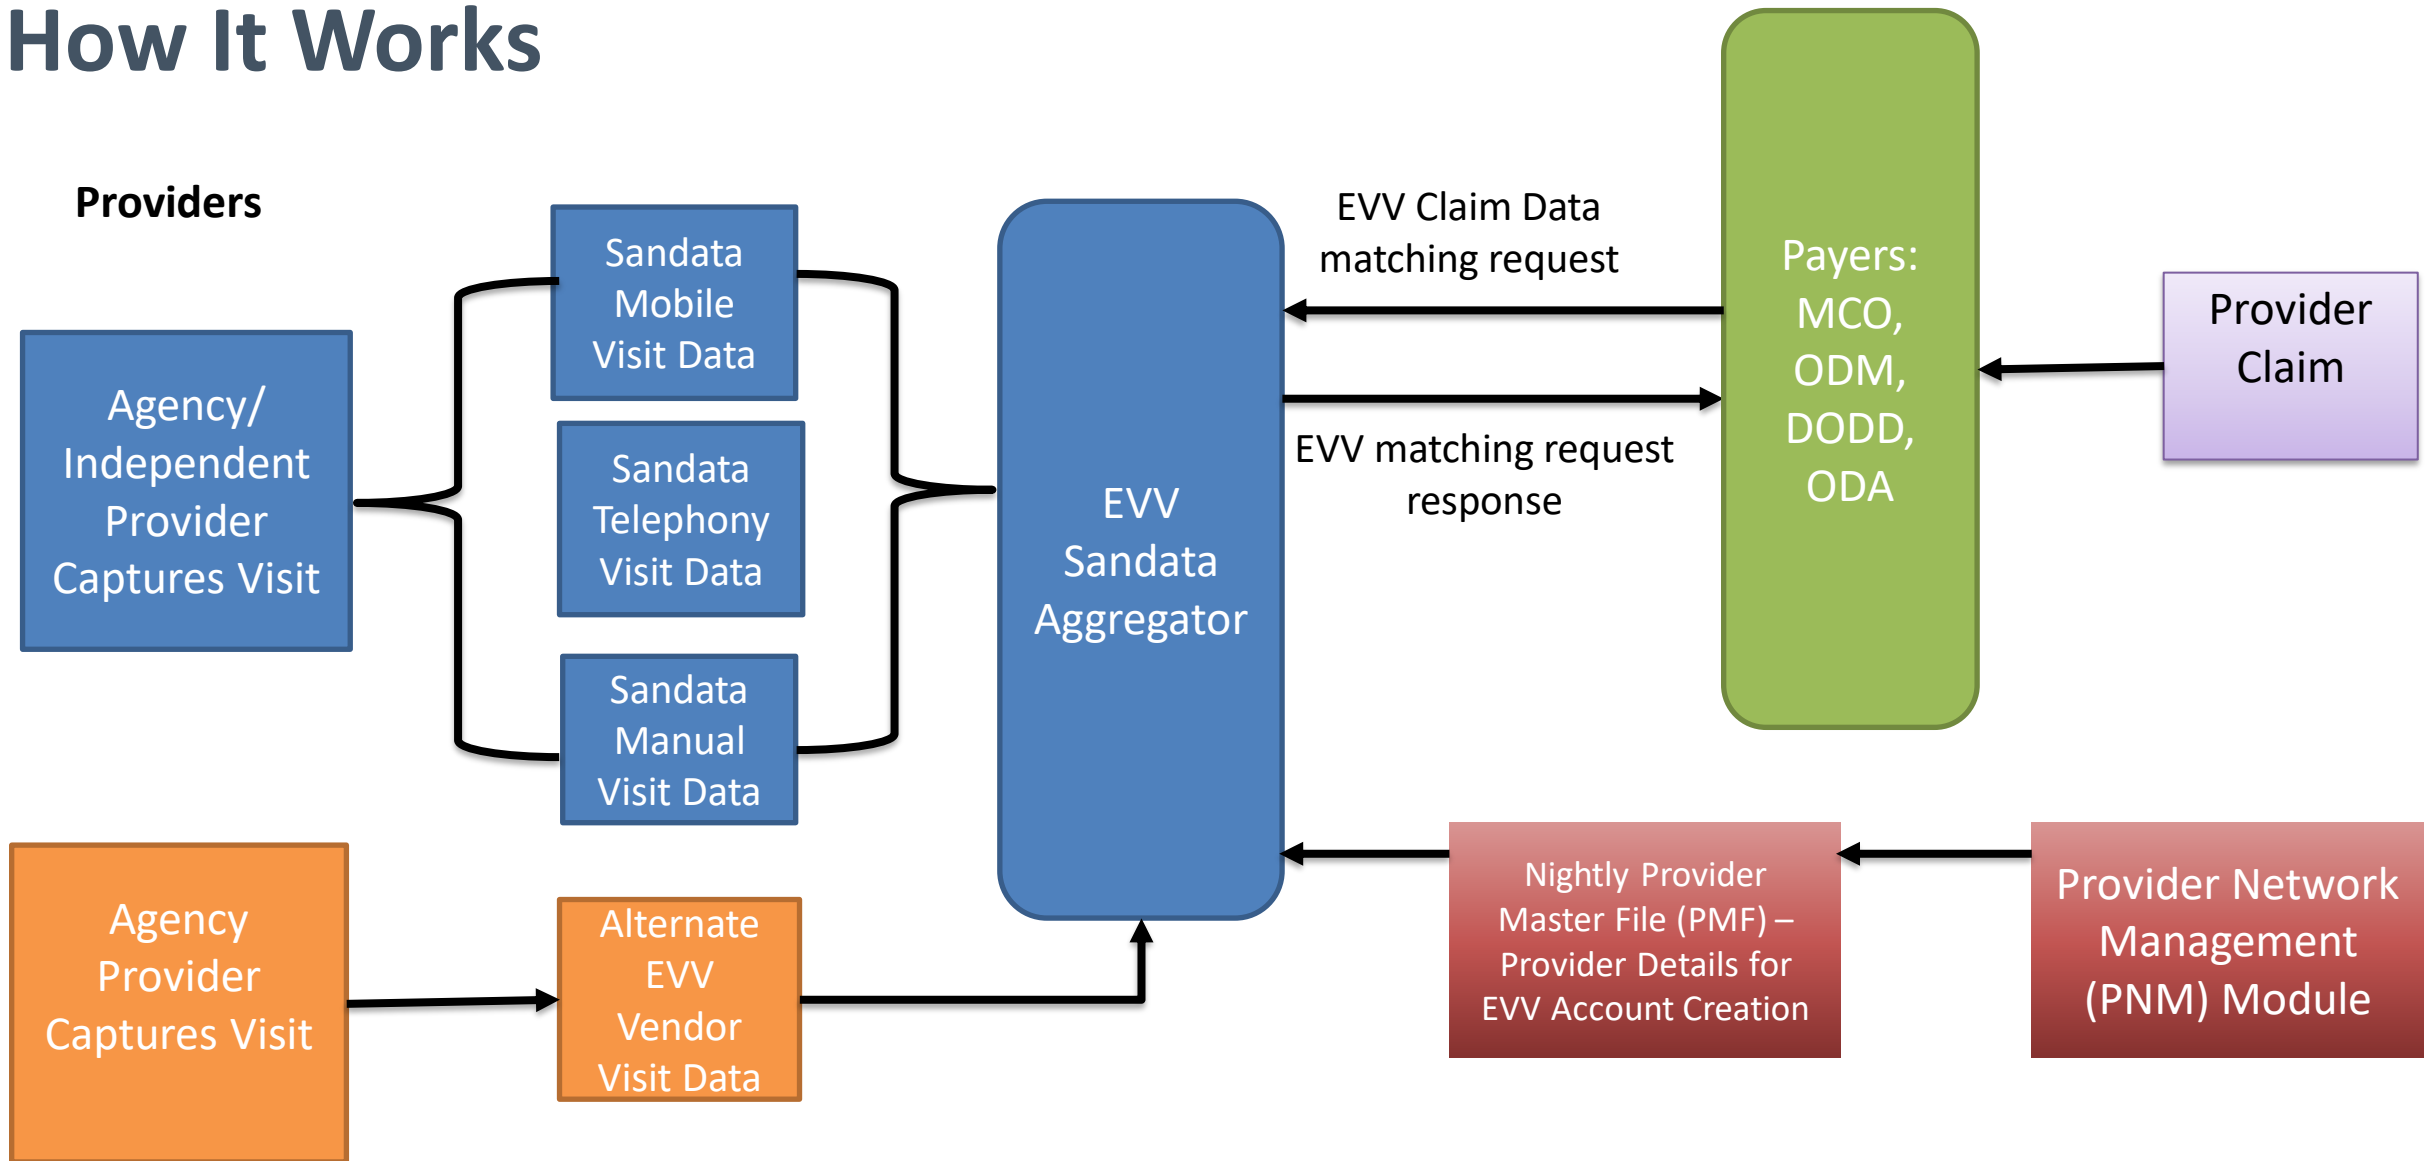 How It Works
Providers
Agency/
Independent
Provider
Captures Visit
Sandata
Mobile
Visit Data
Sandata
Telephony
Visit Data
Sandata
Manual
Visit Data
Agency
Provider
Captures Visit
Alternate
EVV
Vendor
Visit Data
EVV
Sandata
Aggregator
EVV Claim Data
matching request
EVV matching request
response
Payers:
MCO,
ODM,
DODD,
ODA
Provider
Claim
Nightly Provider
Master File (PMF) –
Provider Details for
EVV Account Creation
Provider Network
Management
(PNM) Module